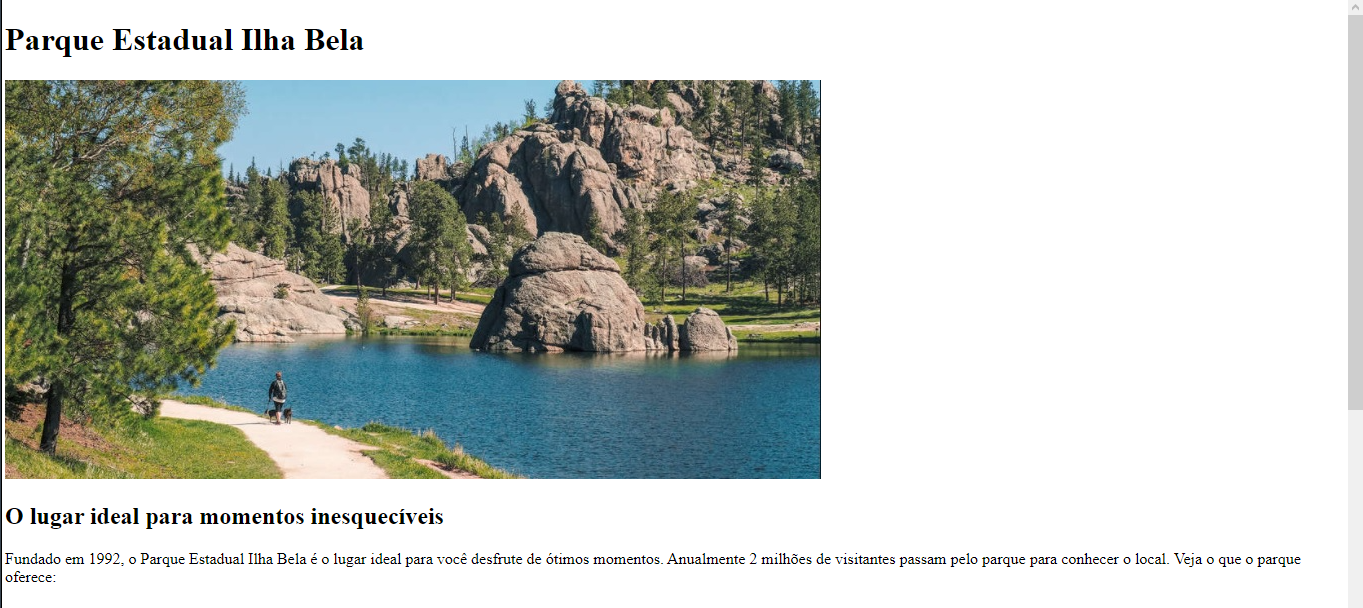 Parque Estadual Ilha Bela
O lugar ideal para momentos inesquecíveis
Fundado em 1992, o Parque Estadual Ilha Bela é o lugar ideal para você desfrute de ótimos momentos. Anualmente 2 milhões de visitantes passam pelo parque para conhecer o local. Veja o que o parque
oferece: